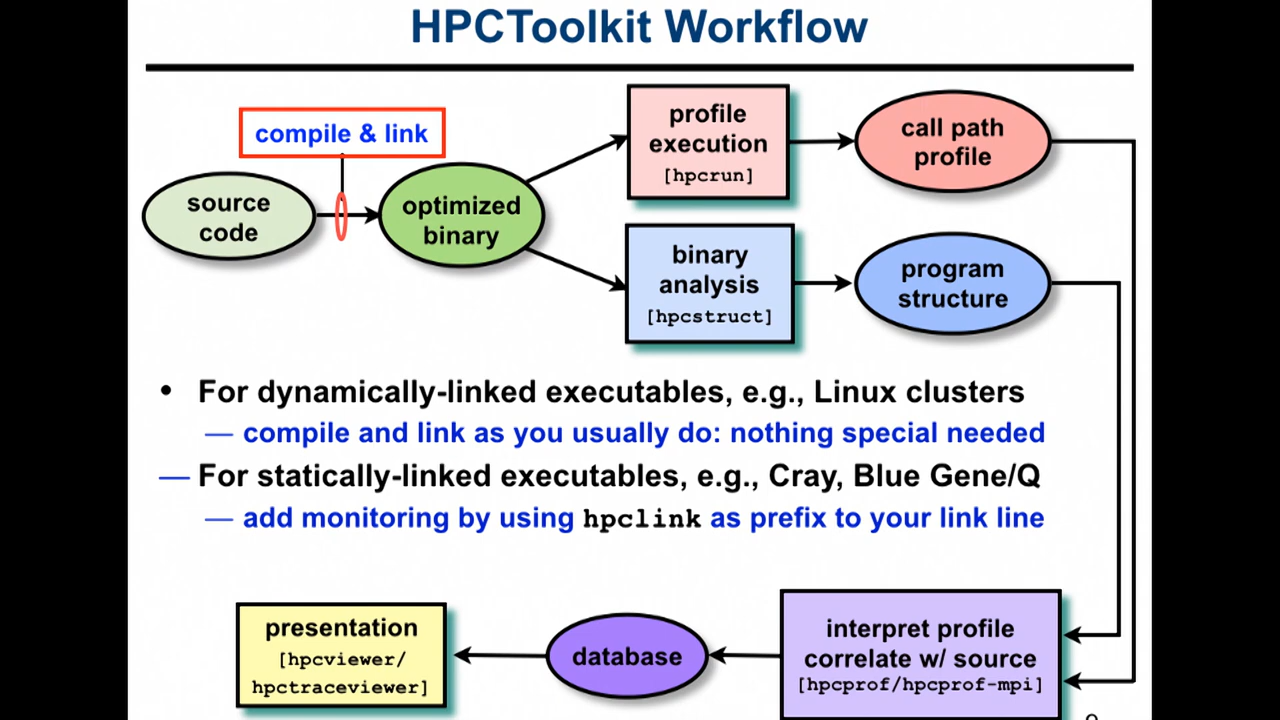 HPCToolkit Workflow
compile & link
source
code
optimized
binary
profile
execution
[hpcrun]
call path
profile
binary
analysis
[hpcstruct]
program
structure
• For dynamically-linked executables, e.g., Linux clusters
— compile and link as you usually do: nothing special needed
— For statically-linked executables, e.g., Cray, Blue Gene/Q
— add monitoring by using hpclink as prefix to your link line
presentation
[hpcviewer/
hpctraceviewer]
database
interpret profile
correlate w/ source
[hpcprof/hpcprof-mpi]